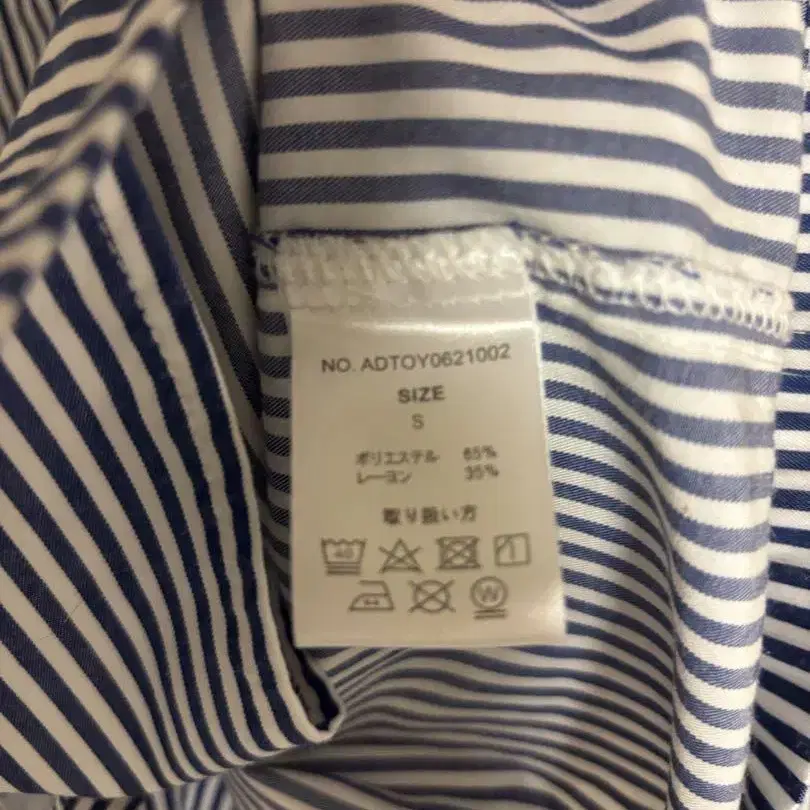 NO. ADTOY0621002
SIZE
S
ポリエステル 65%
レーヨン 35%
取り扱い方
40
W